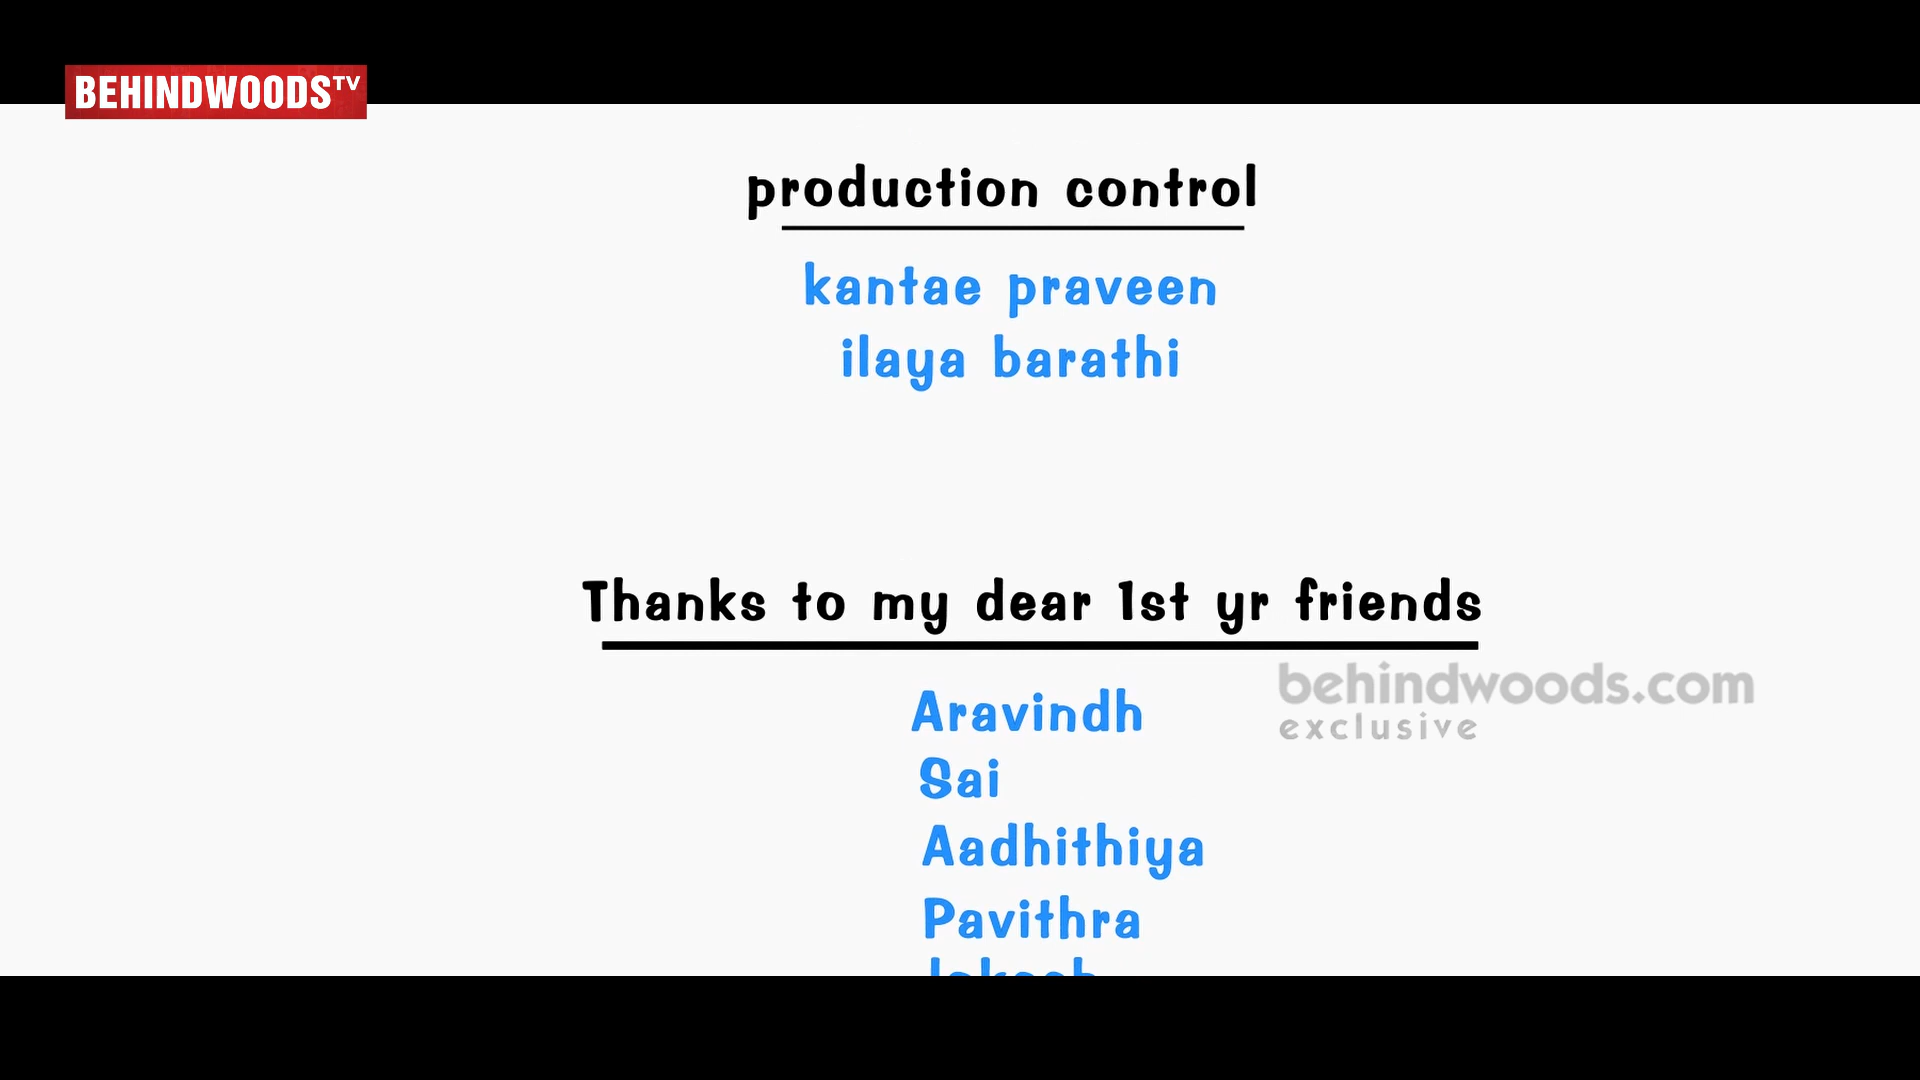 BEHINDWOODS TV
production control
kantae praveen
ilaya barathi
Thanks to my dear 1st yr friends
behindwoods.com
exclusive
Aravindh
Sai
Aadhithiya
Pavithra